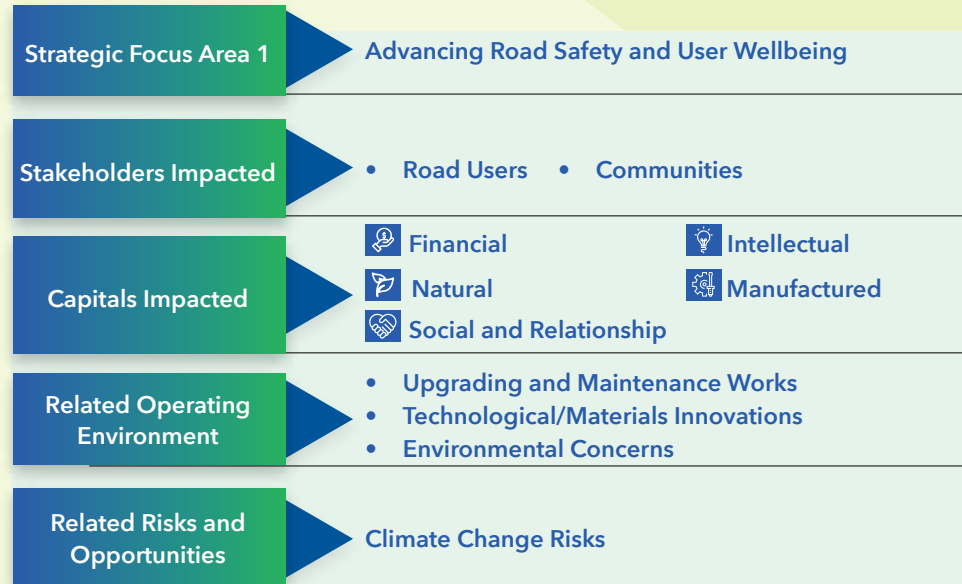 Strategic Focus Area 1
Advancing Road Safety and User Wellbeing
Stakeholders Impacted
• Road Users • Communities
Capitals Impacted
Financial
Intellectual
Natural
Manufactured
Social and Relationship
Related Operating
Environment
• Upgrading and Maintenance Works
• Technological/Materials Innovations
• Environmental Concerns
Related Risks and
Opportunities
Climate Change Risks